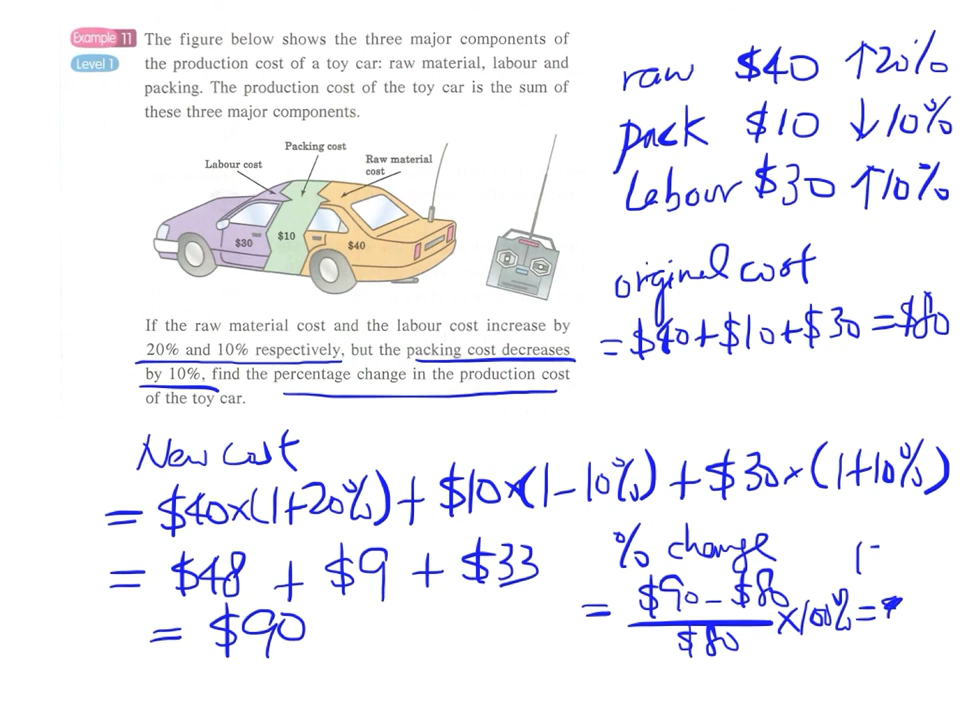 Example 11 The figure below shows the three major components of
Level 1 the production cost of a toy car: raw material, labour and
packing. The production cost of the toy car is the sum of
these three major components.
Packing cost
Labour cost
Raw material
cost
$30
$10
$40
If the raw material cost and the labour cost increase by
20% and 10% respectively, but the packing cost decreases
by 10%, find the percentage change in the production cost
of the toy car.
raw $40 ↑20%
pack $10 ↓10%
Labour $30 ↑10%
original cost
= $40+$10+$30=$80
New cost
= $40×(1+20%)+$10×(1-10%)+$30×(1+10%)
= $48 + $9 + $33
= $90
% change
= $90-$80/$80 ×100%=